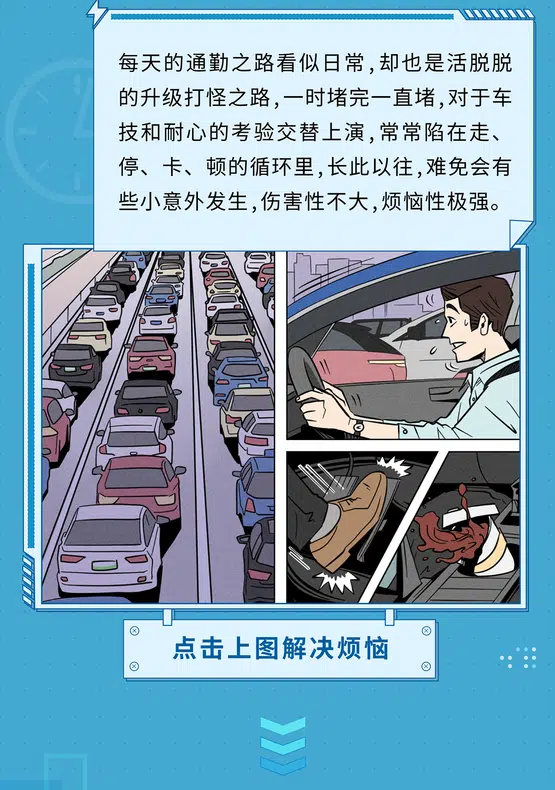 每天的通勤之路看似日常,却也是活脱脱
的升级打怪之路,一时堵完一直堵,对于车
技和耐心的考验交替上演,常常陷在走、
停、卡、顿的循环里,长此以往,难免会有
些小意外发生,伤害性不大,烦恼性极强。
点击上图解决烦恼